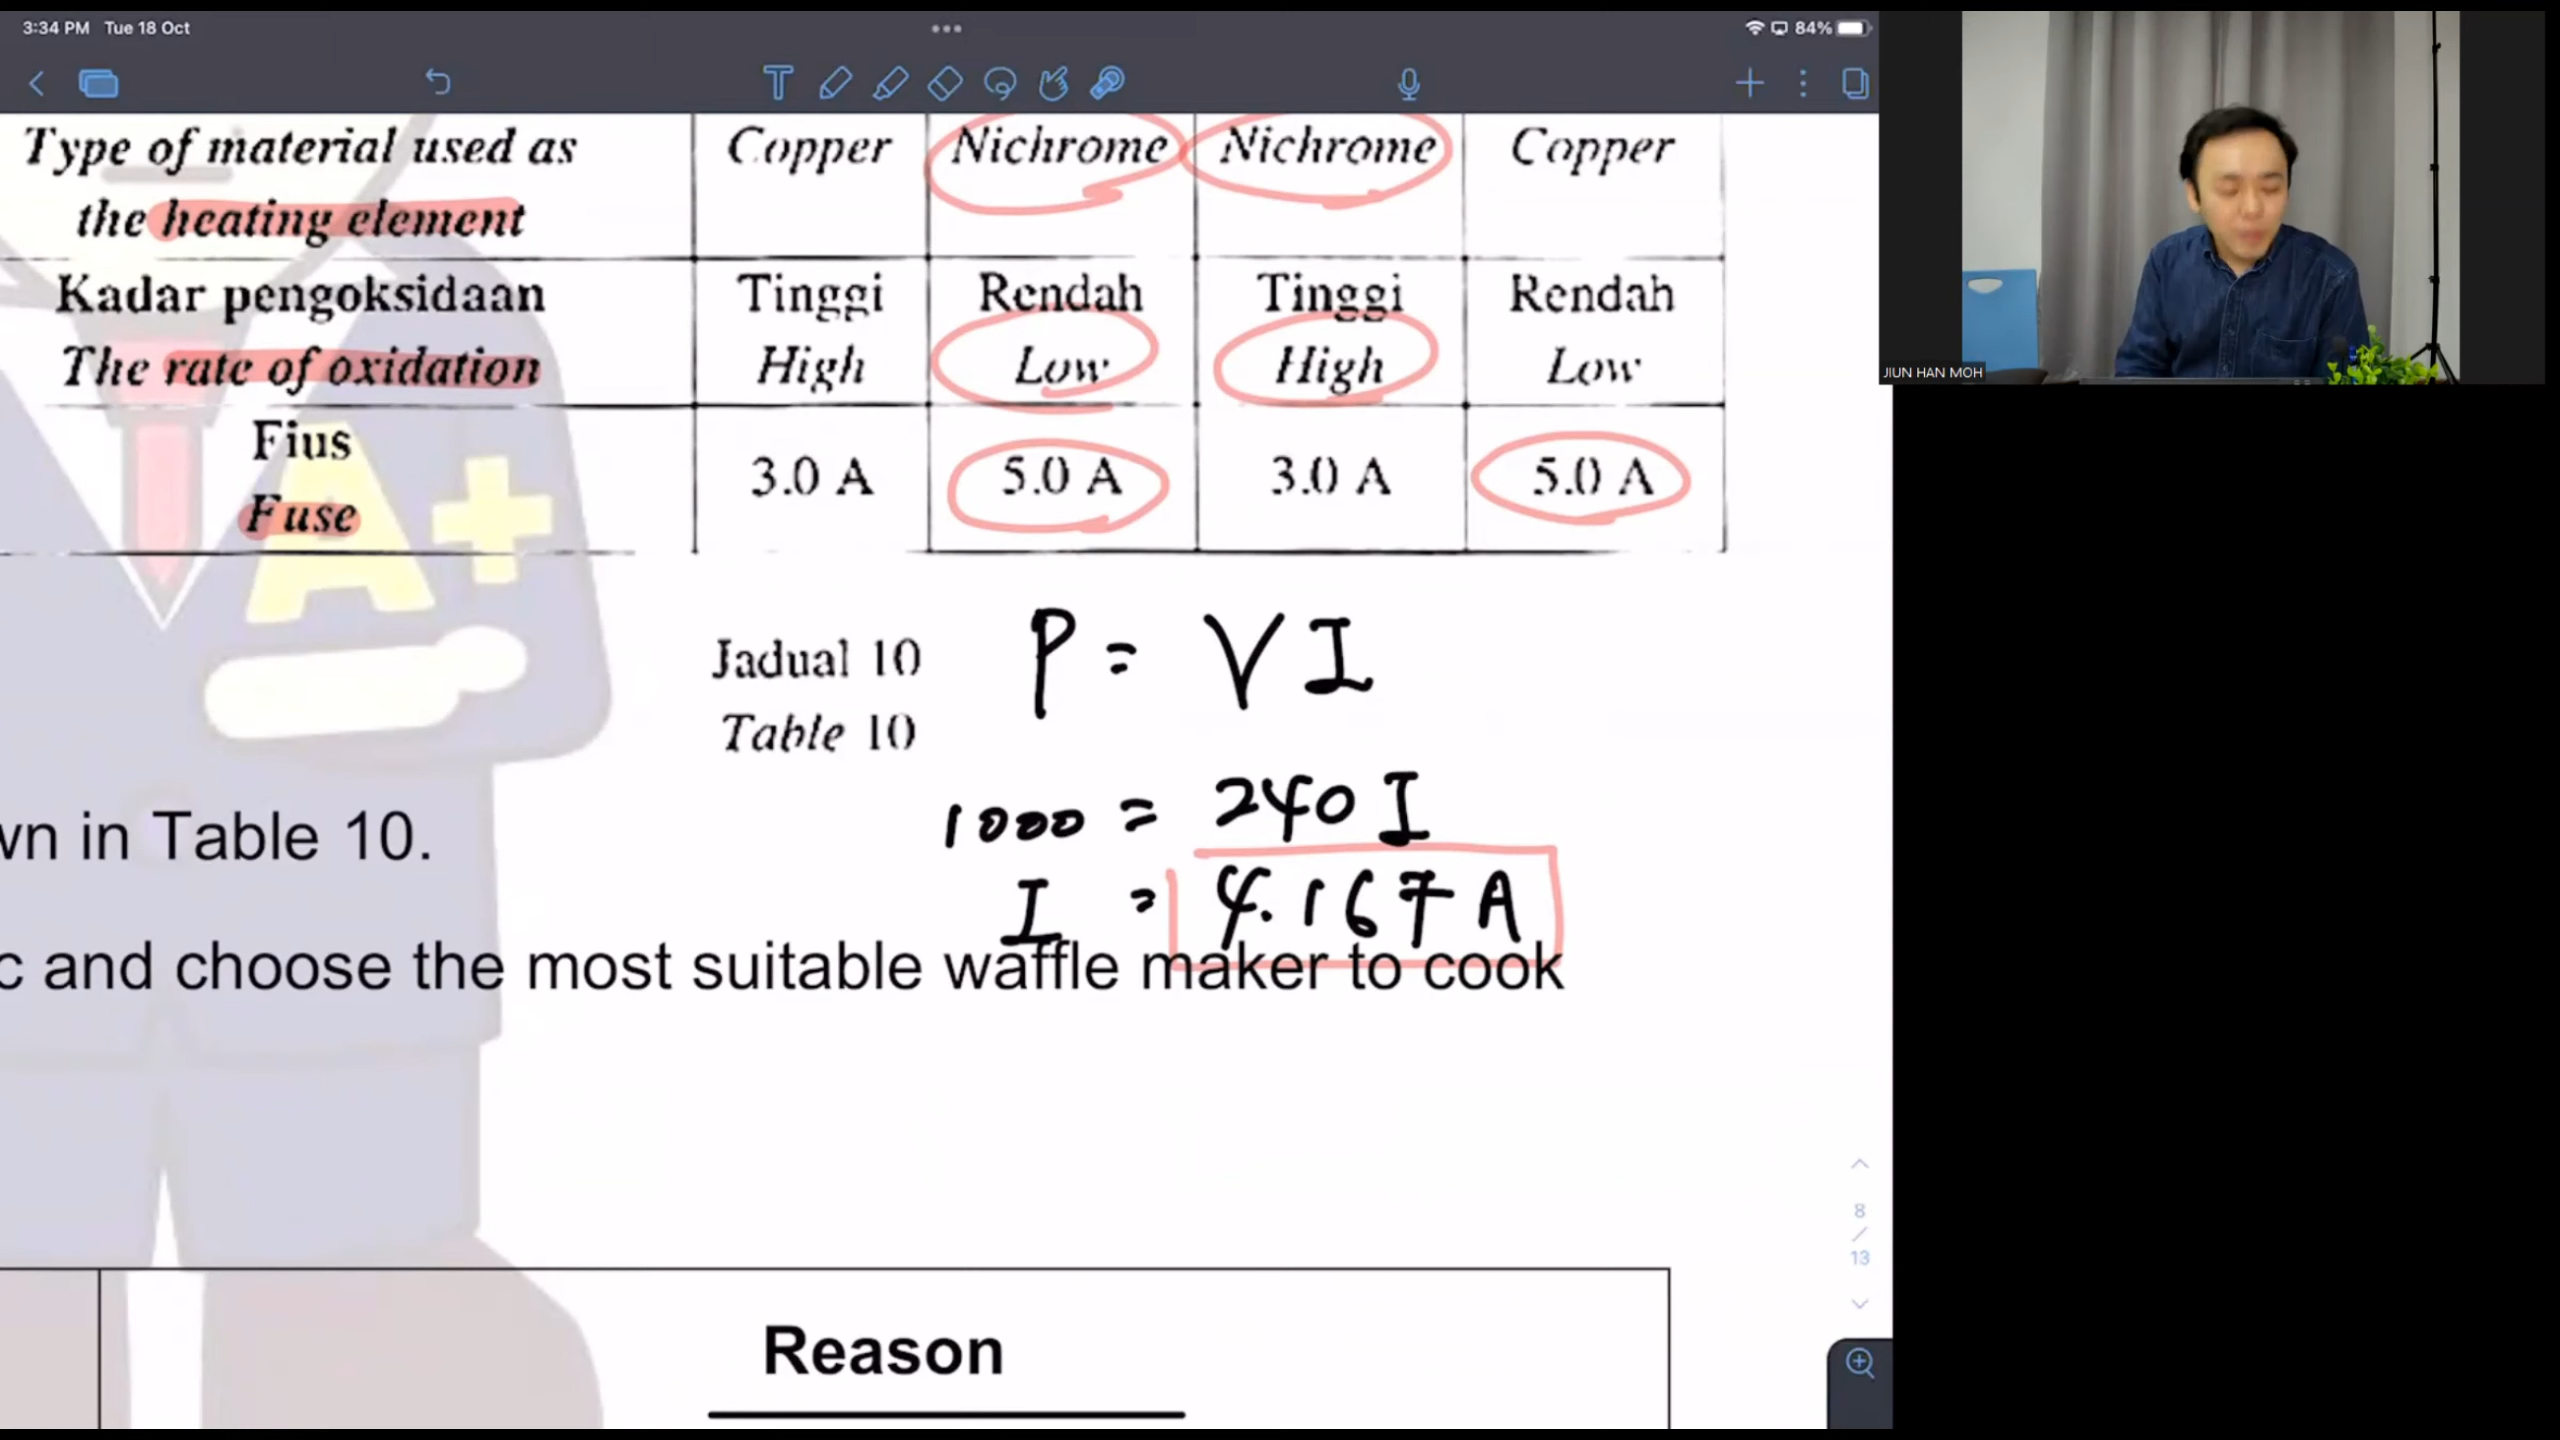 3:34 PM Tue 18 Oct
84%
Type of material used as
the heating element
Copper
Nichrome
Nichrome
Copper
Kadar pengoksidaan
The rate of oxidation
Tinggi
High
Rendah
Low
Tinggi
High
Rendah
Low
Fius
Fuse
3.0 A
5.0 A
3.0 A
5.0 A
Jadual 10
Table 10
P = VI
1000 = 240 I
I = 4.167 A
wn in Table 10.
c and choose the most suitable waffle maker to cook
Reason
A+
8
/
13
JIUN HAN MOH